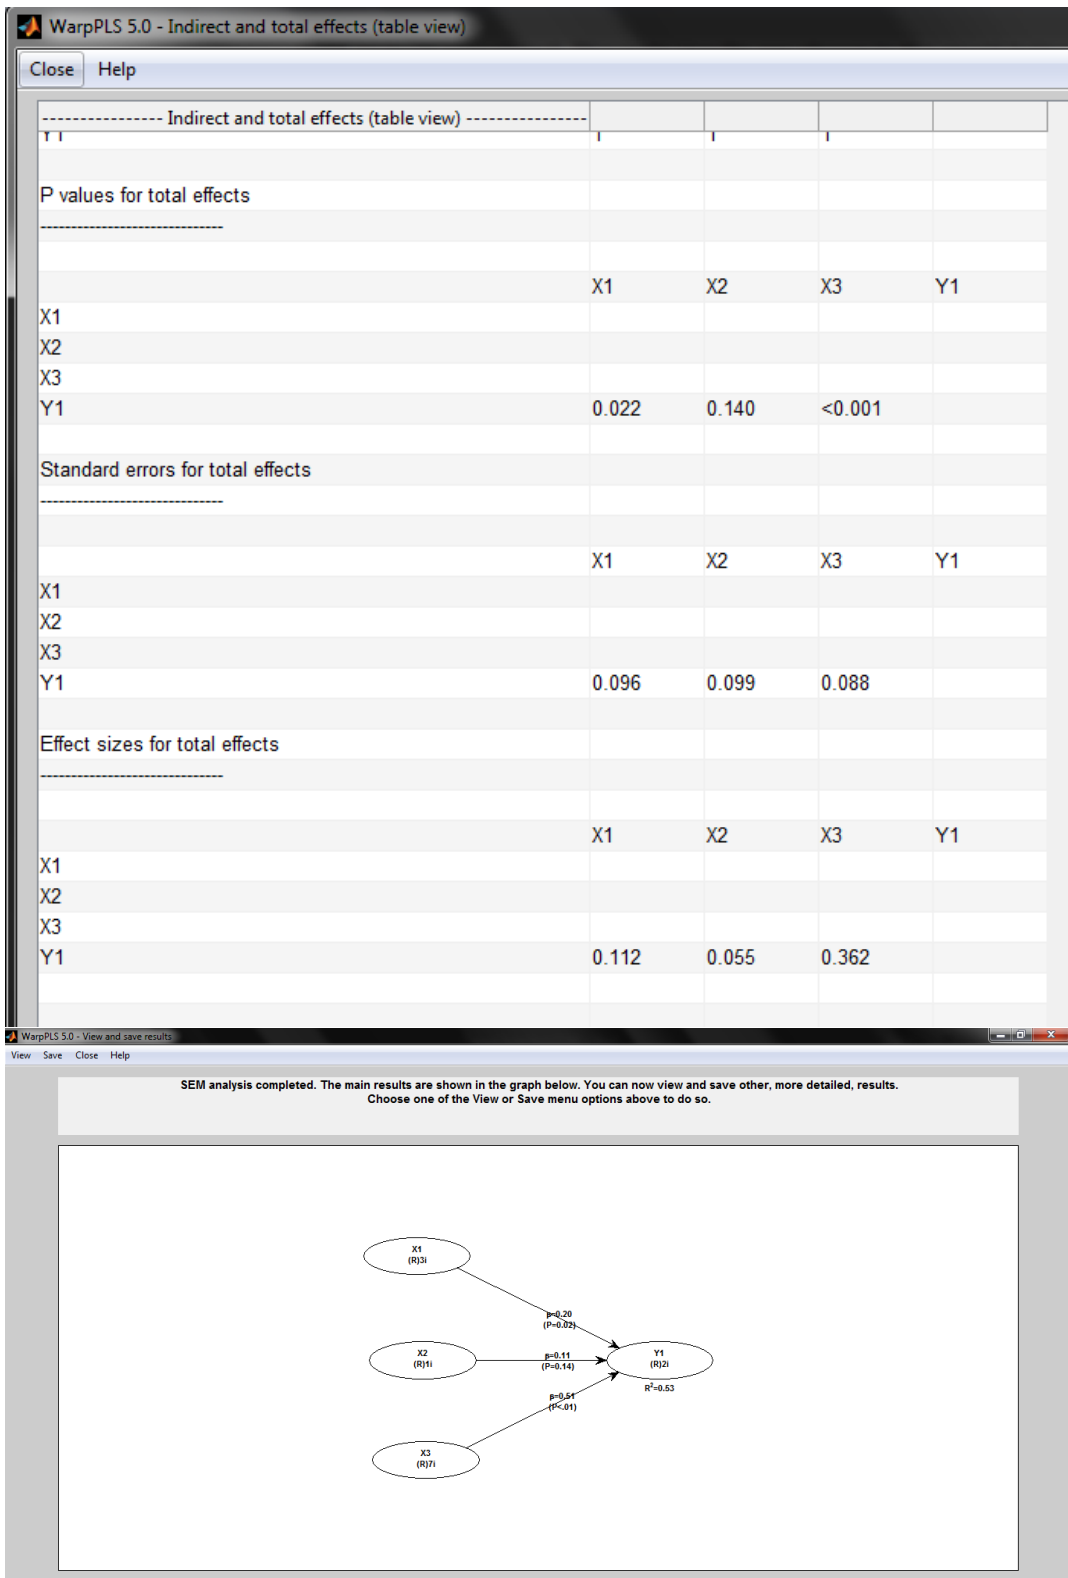 WarpPLS 5.0 - Indirect and total effects (table view)
Close Help
---------------- Indirect and total effects (table view) ----------------
Y1 1 1 1
P values for total effects
------------------------------
X1 X2 X3 Y1
X1
X2
X3
Y1 0.022 0.140 <0.001
Standard errors for total effects
------------------------------
X1 X2 X3 Y1
X1
X2
X3
Y1 0.096 0.099 0.088
Effect sizes for total effects
------------------------------
X1 X2 X3 Y1
X1
X2
X3
Y1 0.112 0.055 0.362
WarpPLS 5.0 - View and save results
View Save Close Help
SEM analysis completed. The main results are shown in the graph below. You can now view and save other, more detailed, results.
Choose one of the View or Save menu options above to do so.
X1
(R)3i
β=0.20
(P=0.02)
X2
(R)1i
β=0.11
(P=0.14)
Y1
(R)2i
R²=0.53
β=0.51
(P<.01)
X3
(R)7i